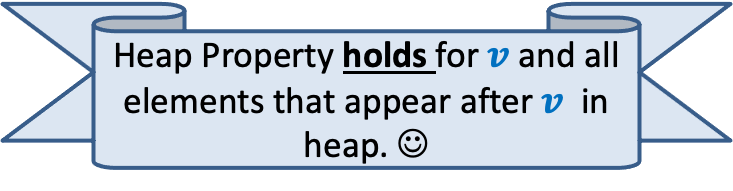 Heap Property holds for v and all
elements that appear after v in
heap. ☺